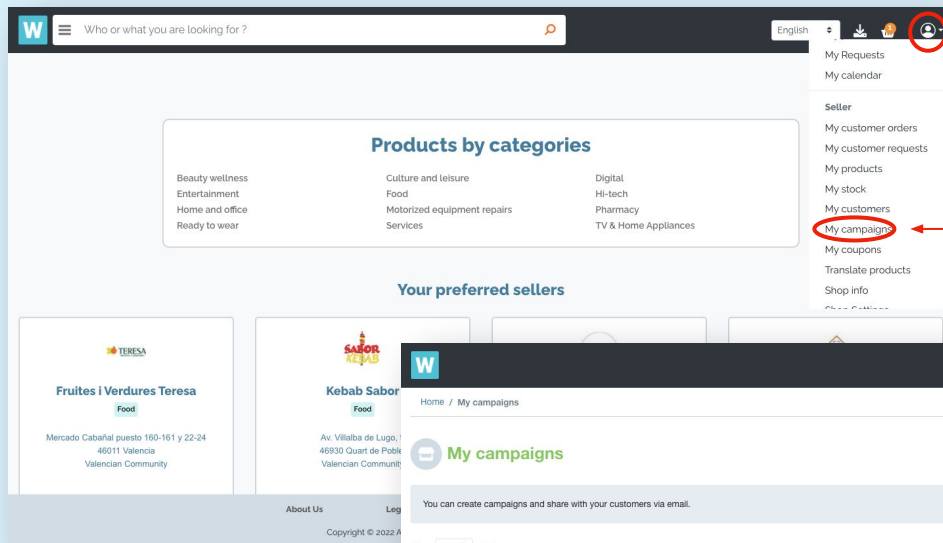 W
Who or what you are looking for ?
English
1
My Requests
My calendar
Seller
My customer orders
My customer requests
My products
My stock
My customers
My campaigns
My coupons
Translate products
Shop info
Shop Settings
Products by categories
Beauty wellness
Culture and leisure
Digital
Entertainment
Food
Hi-tech
Home and office
Motorized equipment repairs
Pharmacy
Ready to wear
Services
TV & Home Appliances
Your preferred sellers
TERESA
Fruites i Verdures Teresa
Food
Mercado Cabañal puesto 160-161 y 22-24
46011 Valencia
Valencian Community
SABOR
KEBAB
Kebab Sabor
Food
Av. Villalba de Lugo,
46930 Quart de Poble
Valencian Communit
About Us
Leg
Copyright © 2022 A
W
Home / My campaigns
My campaigns
You can create campaigns and share with your customers via email.